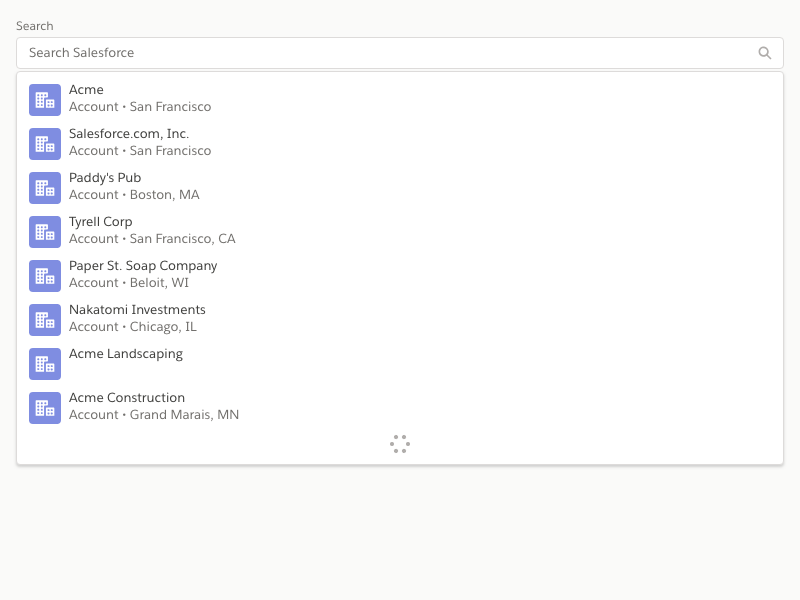 Search
Search Salesforce
Acme
Account • San Francisco
Salesforce.com, Inc.
Account • San Francisco
Paddy's Pub
Account • Boston, MA
Tyrell Corp
Account • San Francisco, CA
Paper St. Soap Company
Account • Beloit, WI
Nakatomi Investments
Account • Chicago, IL
Acme Landscaping
Acme Construction
Account • Grand Marais, MN